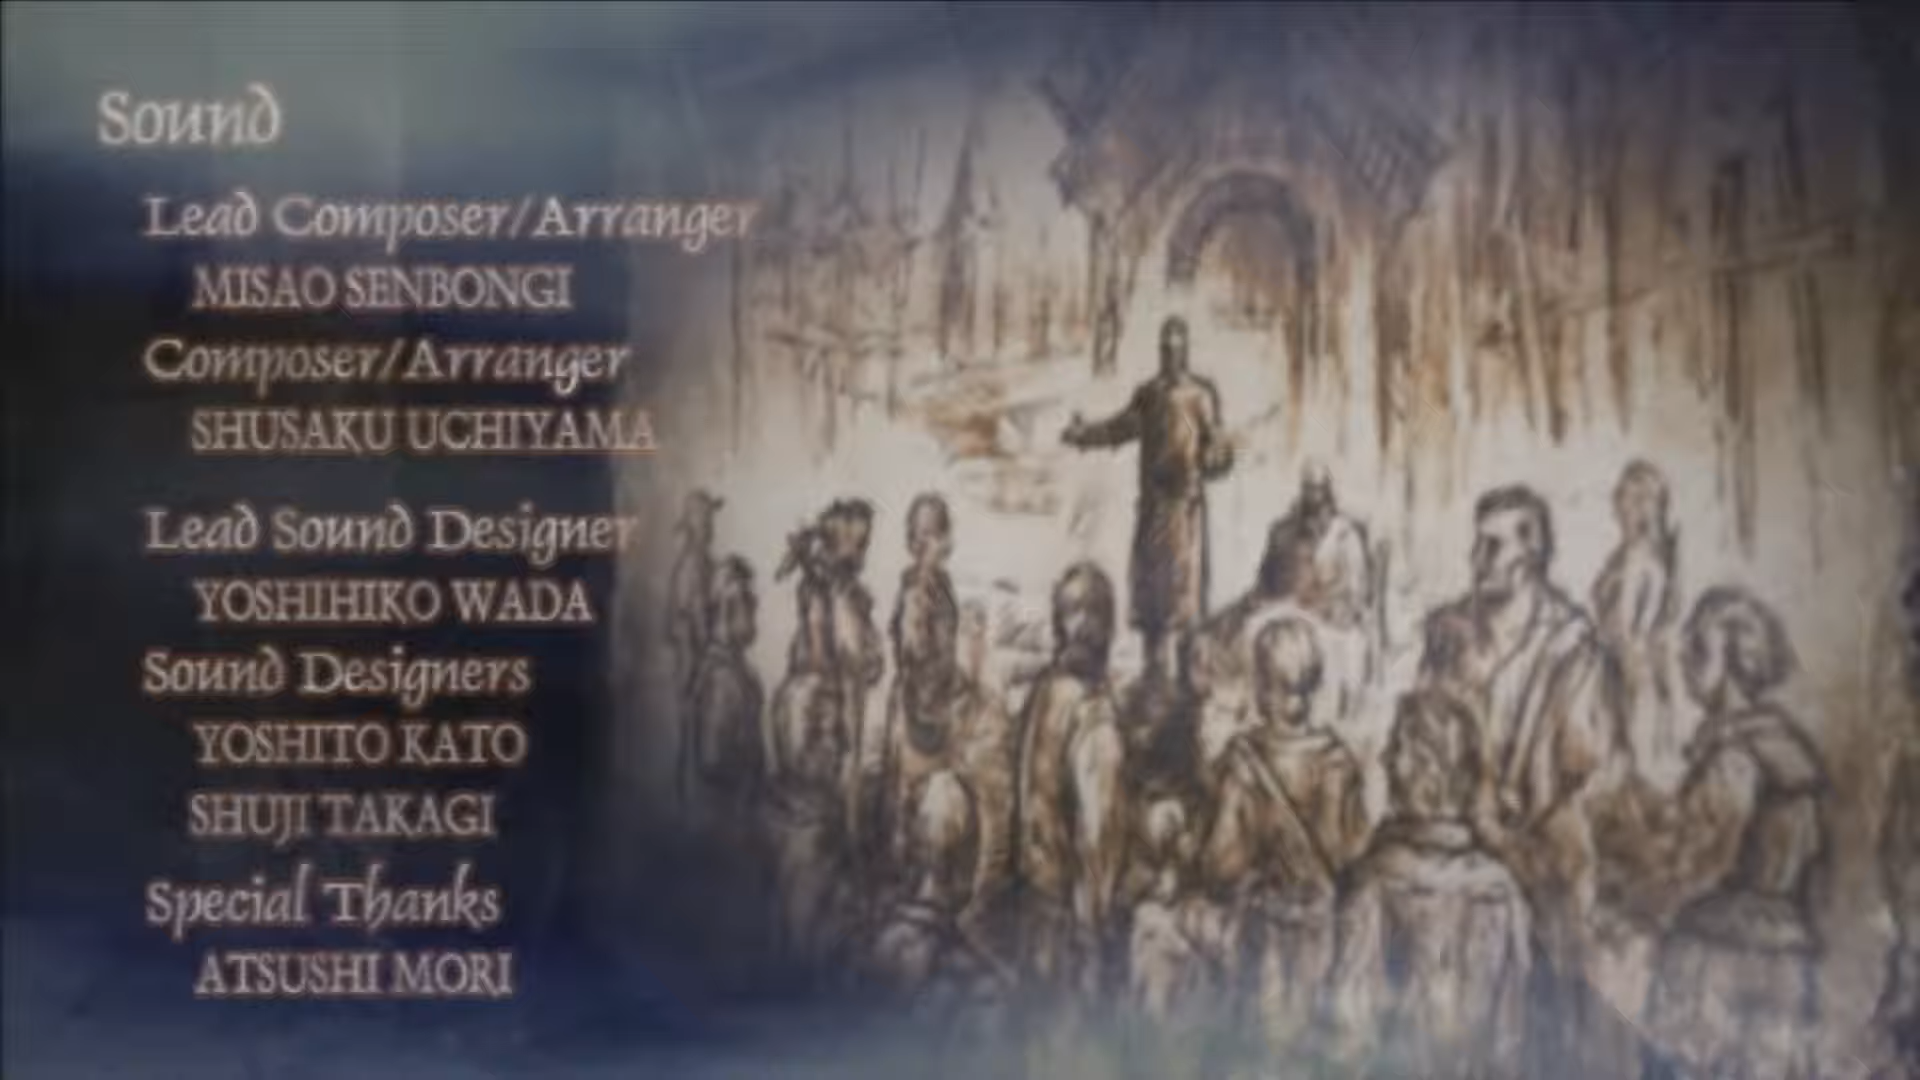 Sound
Lead Composer/Arranger
MISAO SENBONGI
Composer/Arranger
SHUSAKU UCHIYAMA
Lead Sound Designer
YOSHIHIKO WADA
Sound Designers
YOSHITO KATO
SHUJI TAKAGI
Special Thanks
ATSUSHI MORI